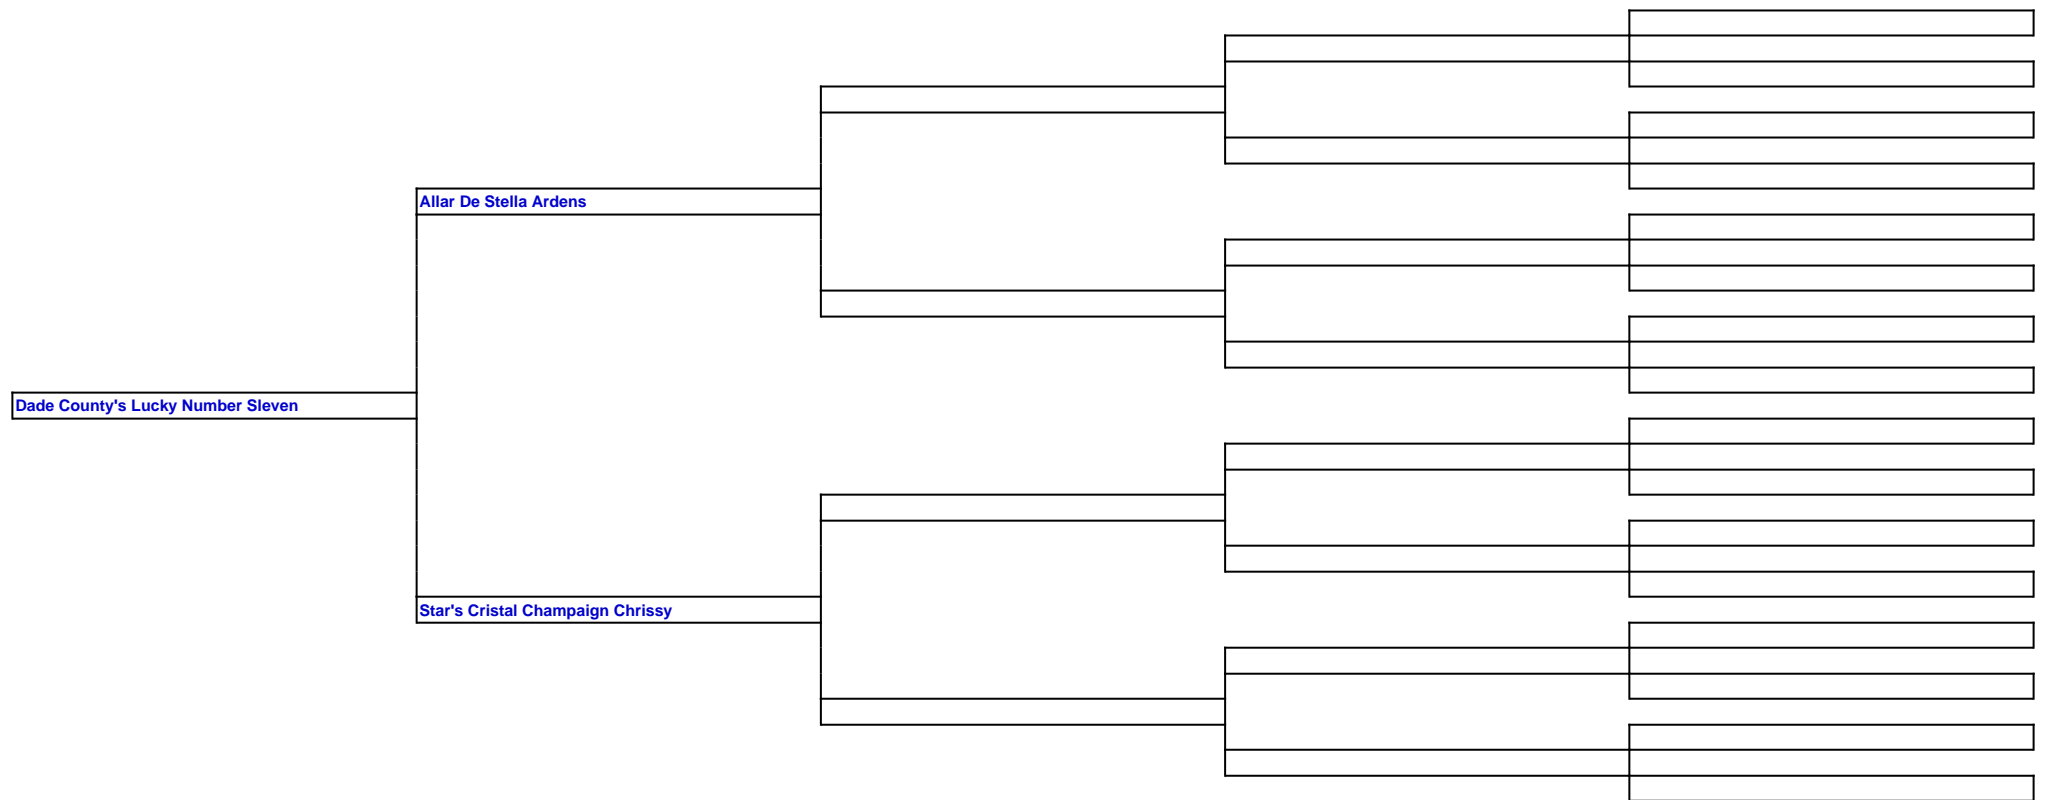 Allar De Stella Ardens
Dade County's Lucky Number Sleven
Star's Cristal Champaign Chrissy